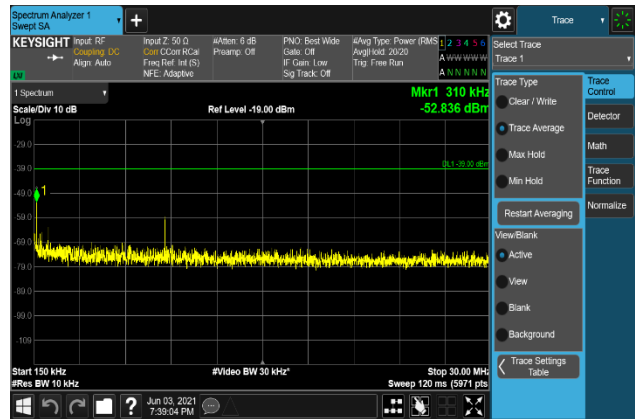 Spectrum Analyzer 1
Swept SA
Trace
KEYSIGHT
Input: RF
Coupling: DC
Align: Auto
Input Z: 50 Ω
Corr CCorr RCal
Freq Ref: Int (S)
NFE: Adaptive
#Atten: 6 dB
Preamp: Off
PNO: Best Wide
Gate: Off
IF Gain: Low
Sig Track: Off
#Avg Type: Power (RMS
Avg|Hold: 20/20
Trig: Free Run
1 2 3 4 5 6
A W W W W W
A N N N N N
LW
Select Trace
Trace 1
1 Spectrum
Scale/Div 10 dB
Log
Ref Level -19.00 dBm
Mkr1 310 kHz
-52.836 dBm
-29.0
-39.0
-49.0
-59.0
-69.0
-79.0
-89.0
-99.0
-109
DL1 -39.00 dBm
1
Start 150 kHz
#Res BW 10 kHz
#Video BW 30 kHz*
Stop 30.00 MHz
Sweep 120 ms (5971 pts
Trace Type
Clear / Write
Trace Average
Max Hold
Min Hold
Restart Averaging
View/Blank
Active
View
Blank
Background
Trace Settings
Table
Trace
Control
Detector
Math
Trace
Function
Normalize
?
Jun 03, 2021
7:39:04 PM